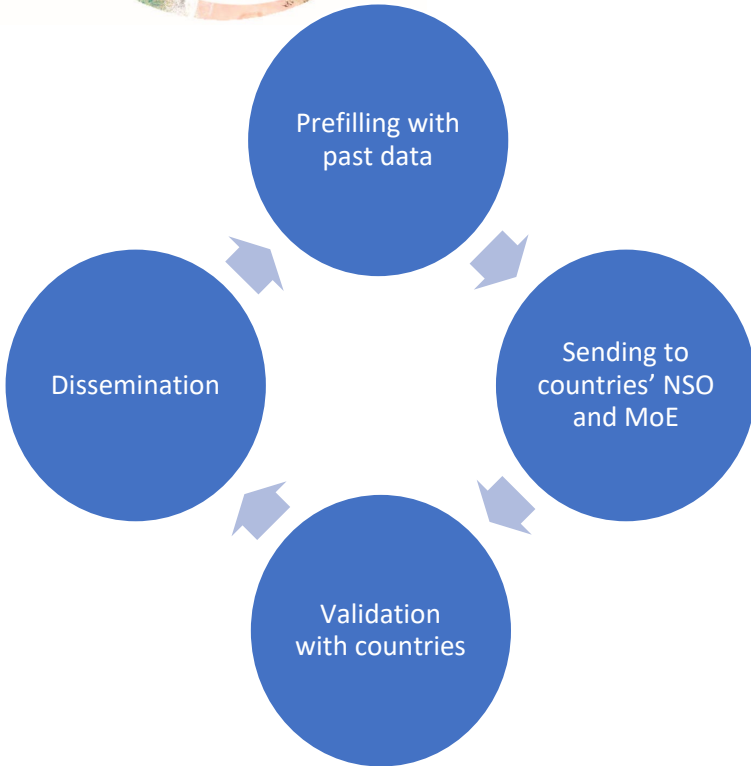 Prefilling with
past data
Sending to
countries’ NSO
and MoE
Validation
with countries
Dissemination